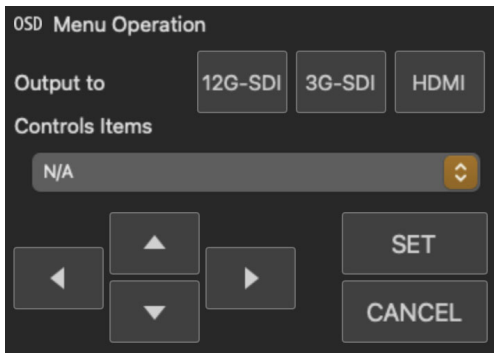 OSD Menu Operation
Output to 12G-SDI 3G-SDI HDMI
Controls Items
N/A
SET
CANCEL